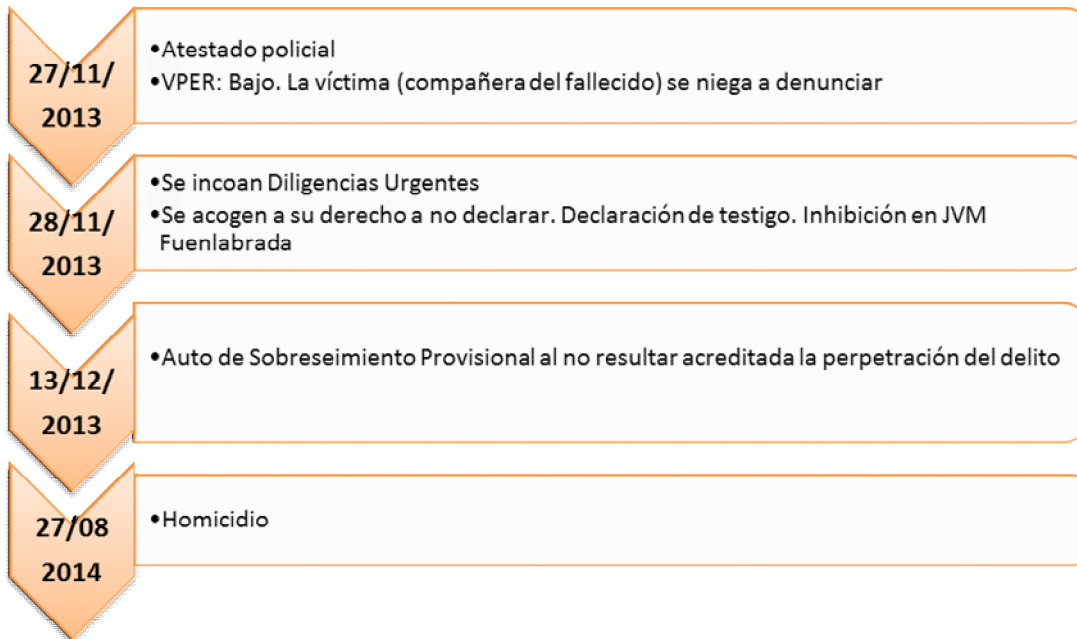 27/11/
2013
•Atestado policial
•VPER: Bajo. La víctima (compañera del fallecido) se niega a denunciar
28/11/
2013
•Se incoan Diligencias Urgentes
•Se acogen a su derecho a no declarar. Declaración de testigo. Inhibición en JVM
Fuenlabrada
13/12/
2013
•Auto de Sobreseimiento Provisional al no resultar acreditada la perpetración del delito
27/08
2014
•Homicidio